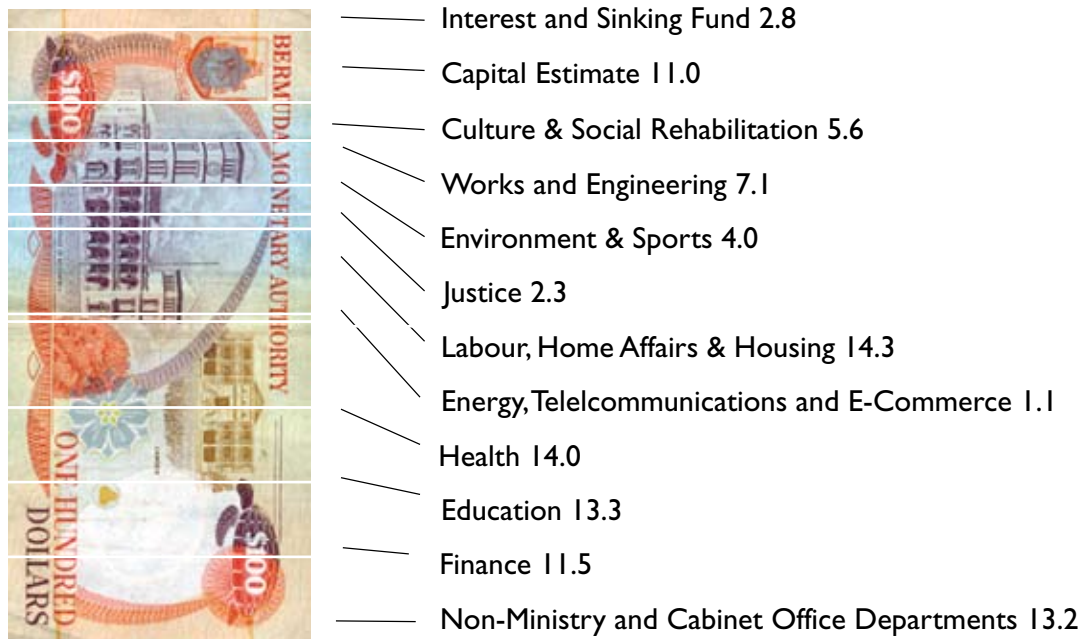 Interest and Sinking Fund 2.8
Capital Estimate 11.0
Culture & Social Rehabilitation 5.6
Works and Engineering 7.1
Environment & Sports 4.0
Justice 2.3
Labour, Home Affairs & Housing 14.3
Energy, Telelcommunications and E-Commerce 1.1
Health 14.0
Education 13.3
Finance 11.5
Non-Ministry and Cabinet Office Departments 13.2
BERMUDA MONETARY AUTHORITY
$100
ONE HUNDRED
DOLLARS
$100